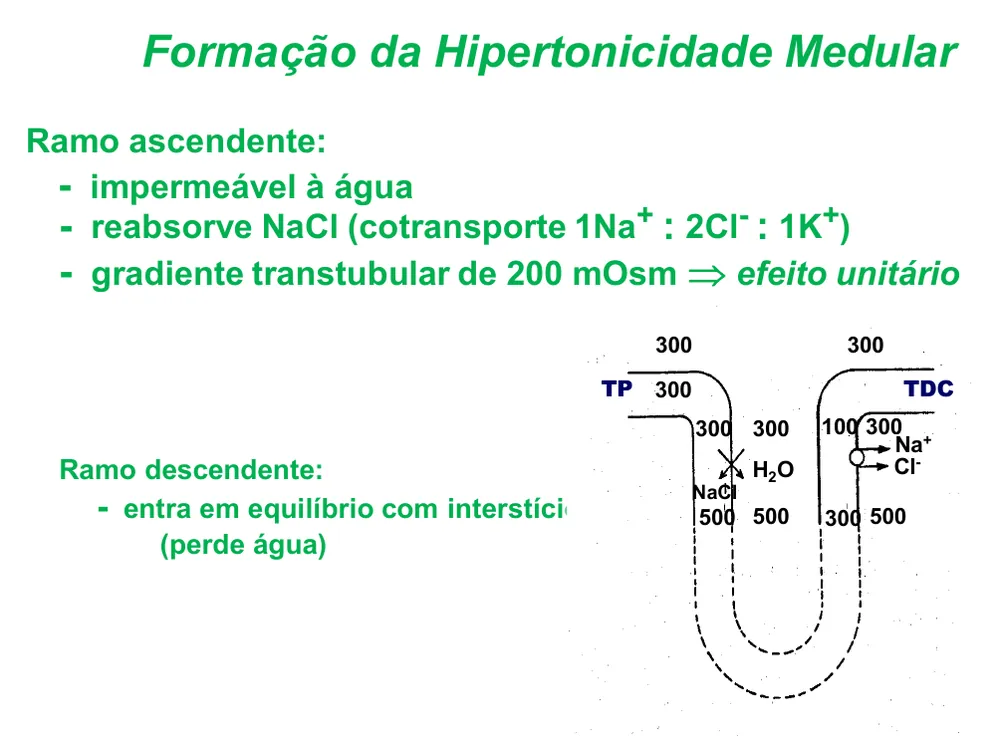 Formação da Hipertonicidade Medular
Ramo ascendente:
- impermeável à água
- reabsorve NaCl (cotransporte 1Na⁺ : 2Cl⁻ : 1K⁺)
- gradiente transtubular de 200 mOsm ⇒ efeito unitário
Ramo descendente:
- entra em equilíbrio com
(perde água)
300 300
TP 300 TDC
300 300 100 300
Na⁺
H₂O Cl⁻
NaCl
500 500 300 500